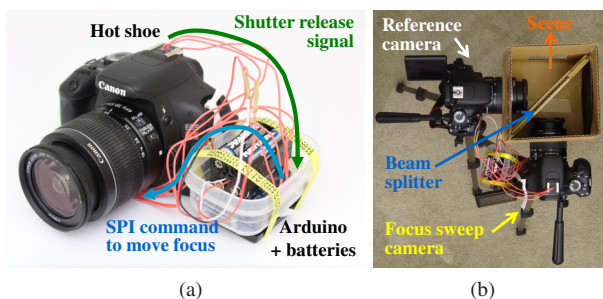 Hot shoe
Shutter release
signal
Canon
Canon
SPI command
to move focus
Arduino
+ batteries
(a)
Reference
camera
Scene
Beam
splitter
Focus sweep
camera
(b)